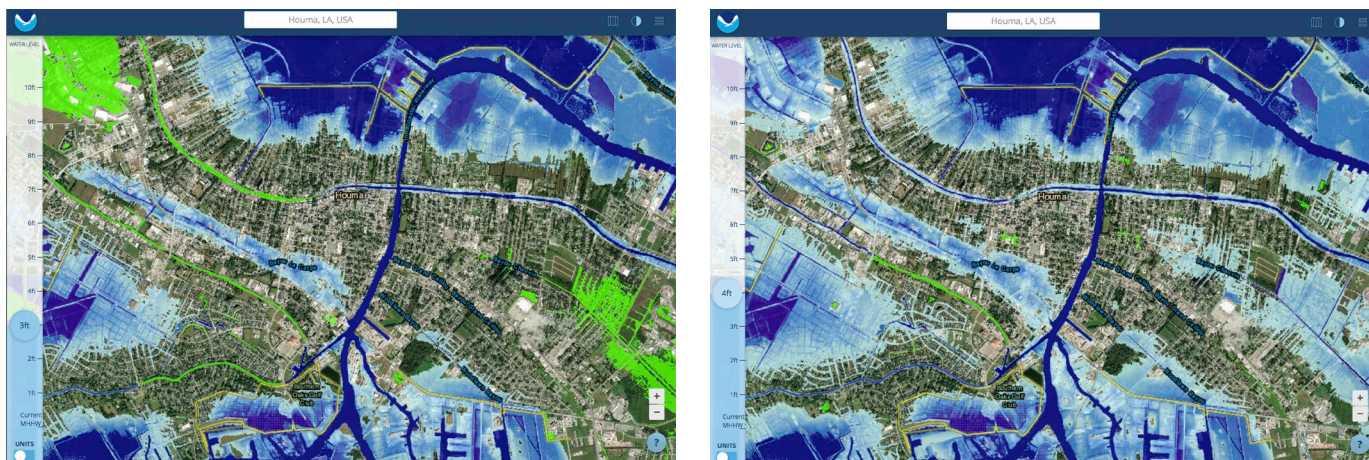 Houma, LA, USA
WATER LEVEL
10ft
9ft
8ft
7ft
6ft
5ft
4ft
3ft
2ft
1ft
Current
MHHW
UNITS
Houma
Bayou La Carpe
Southern
Oaks Golf
Club
+
−
?
Houma, LA, USA
WATER LEVEL
10ft
9ft
8ft
7ft
6ft
5ft
4ft
3ft
2ft
1ft
Current
MHHW
UNITS
Houma
Bayou La Carpe
Southern
Oaks Golf
Club
+
−
?